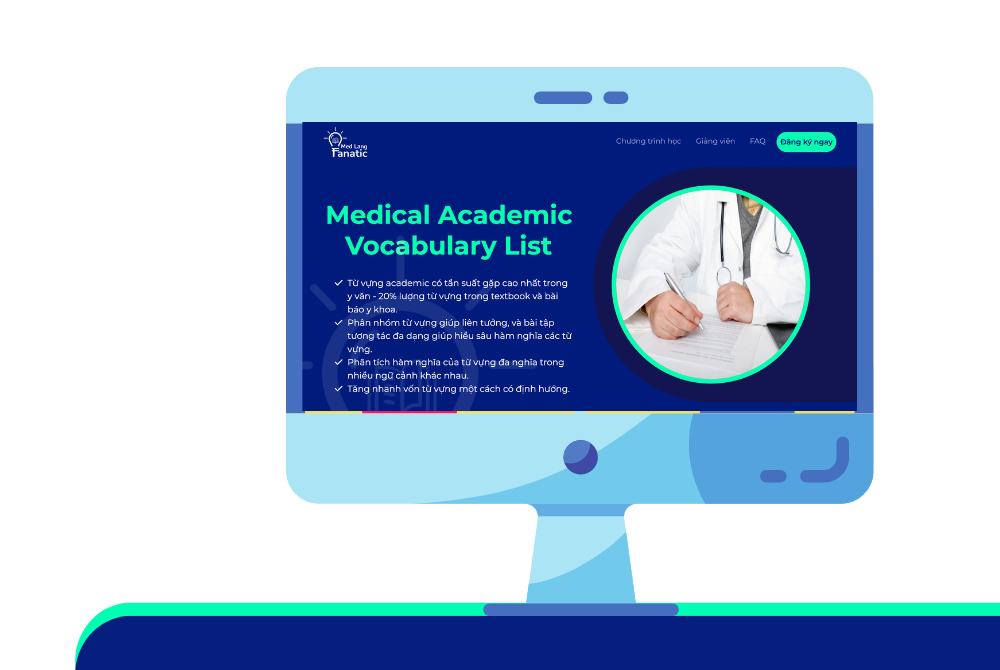 Med Lang
Fanatic
Chương trình học
Giảng viên
FAQ
Đăng ký ngay
Medical Academic
Vocabulary List
Từ vựng academic có tần suất gặp cao nhất trong
y văn - 20% lượng từ vựng trong textbook và bài
báo y khoa.
Phân nhóm từ vựng giúp liên tưởng, và bài tập
tương tác đa dạng giúp hiểu sâu hàm nghĩa các từ
vựng.
Phân tích hàm nghĩa của từ vựng đa nghĩa trong
nhiều ngữ cảnh khác nhau.
Tăng nhanh vốn từ vựng một cách có định hướng.